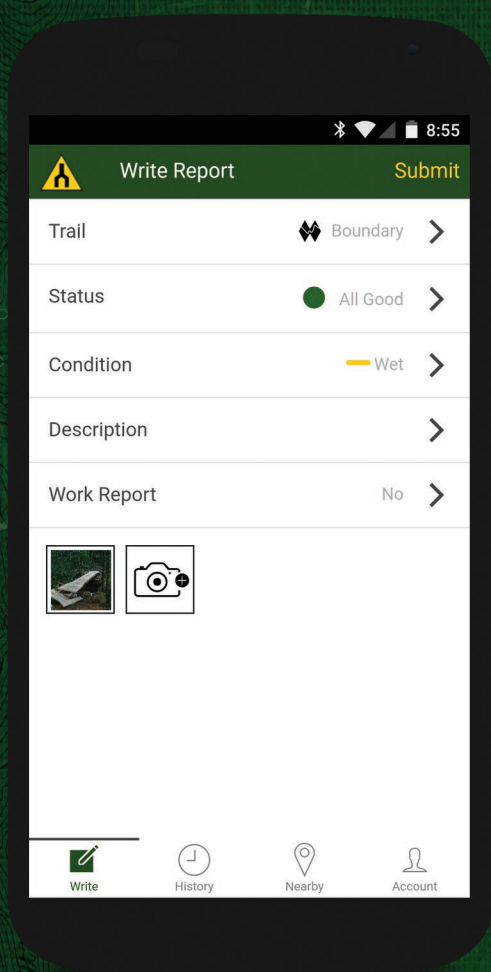 8:55
Write Report Submit
Trail Boundary
Status All Good
Condition Wet
Description
Work Report No
Write History Nearby Account